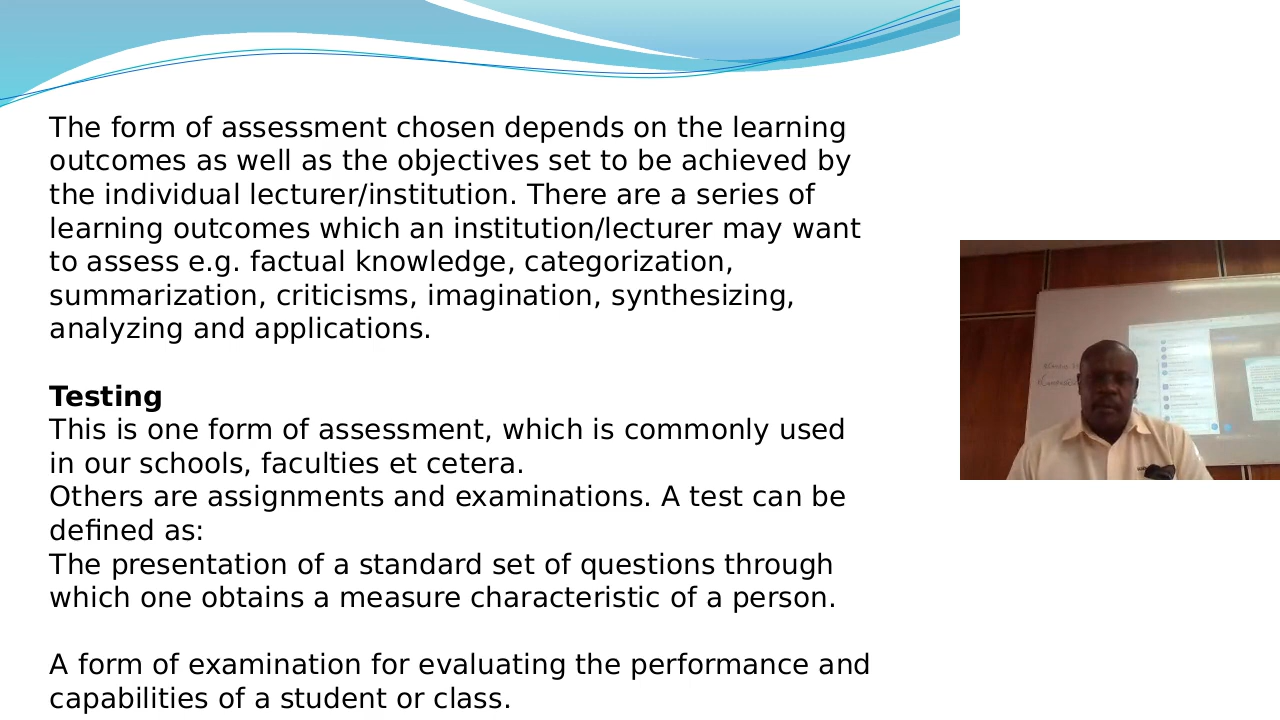 The form of assessment chosen depends on the learning
outcomes as well as the objectives set to be achieved by
the individual lecturer/institution. There are a series of
learning outcomes which an institution/lecturer may want
to assess e.g. factual knowledge, categorization,
summarization, criticisms, imagination, synthesizing,
analyzing and applications.
Testing
This is one form of assessment, which is commonly used
in our schools, faculties et cetera.
Others are assignments and examinations. A test can be
defined as:
The presentation of a standard set of questions through
which one obtains a measure characteristic of a person.
A form of examination for evaluating the performance and
capabilities of a student or class.